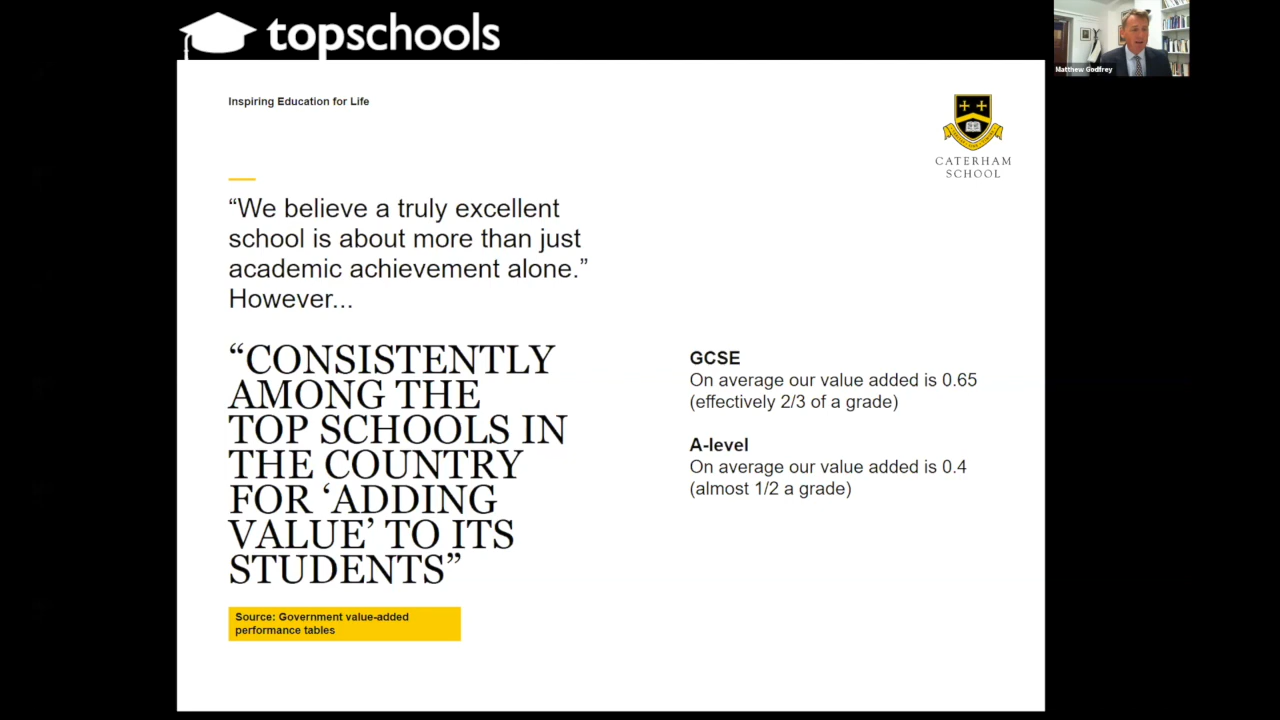 topschools
Matthew Godfrey
Inspiring Education for Life
CATERHAM
SCHOOL
“We believe a truly excellent
school is about more than just
academic achievement alone.”
However...
“CONSISTENTLY
AMONG THE
TOP SCHOOLS IN
THE COUNTRY
FOR ‘ADDING
VALUE’ TO ITS
STUDENTS”
GCSE
On average our value added is 0.65
(effectively 2/3 of a grade)
A-level
On average our value added is 0.4
(almost 1/2 a grade)
Source: Government value-added
performance tables